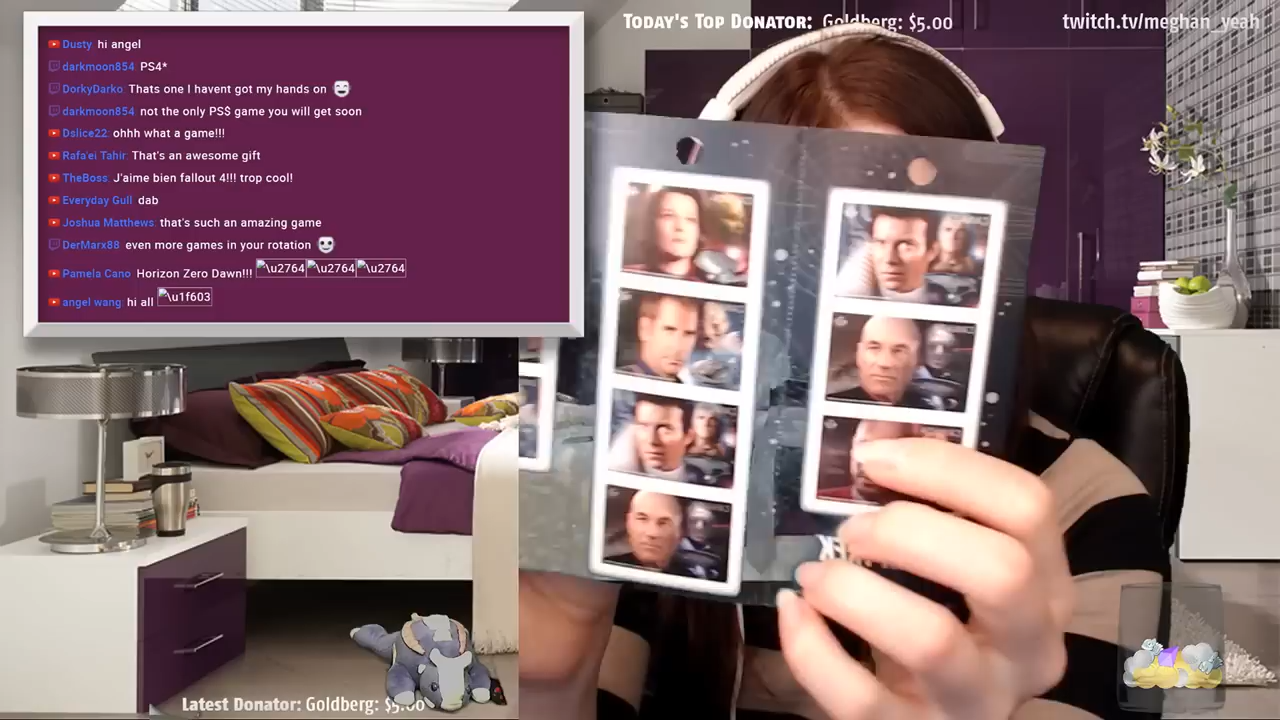 Today's Top Donator: Goldberg: $5.00
twitch.tv/meghan_yeah
Dusty hi angel
darkmoon854 PS4*
DorkyDarko: Thats one I havent got my hands on
darkmoon854 not the only PS$ game you will get soon
Dslice22: ohhh what a game!!!
Rafa'ei Tahir: That's an awesome gift
TheBoss: J'aime bien fallout 4!!! trop cool!
Everyday Gull dab
Joshua Matthews: that's such an amazing game
DerMarx88 even more games in your rotation
Pamela Cano Horizon Zero Dawn!!! \u2764 \u2764 \u2764
angel wang: hi all \u1f603
Latest Donator: Goldberg: $5.00